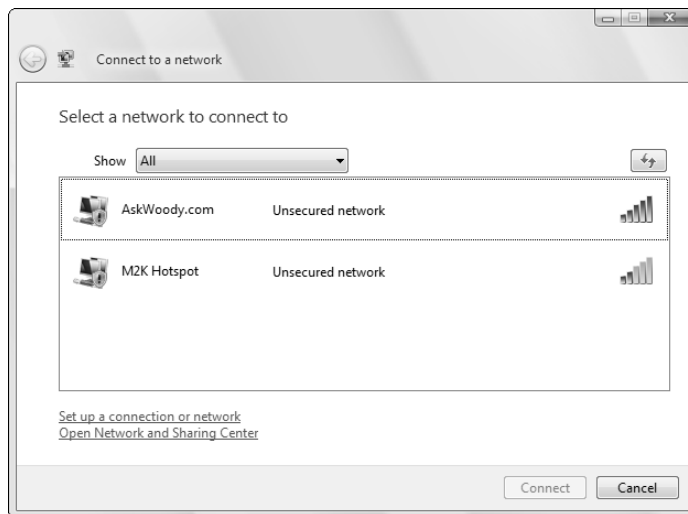 Connect to a network
Select a network to connect to
Show All
AskWoody.com Unsecured network
M2K Hotspot Unsecured network
Set up a connection or network
Open Network and Sharing Center
Connect Cancel